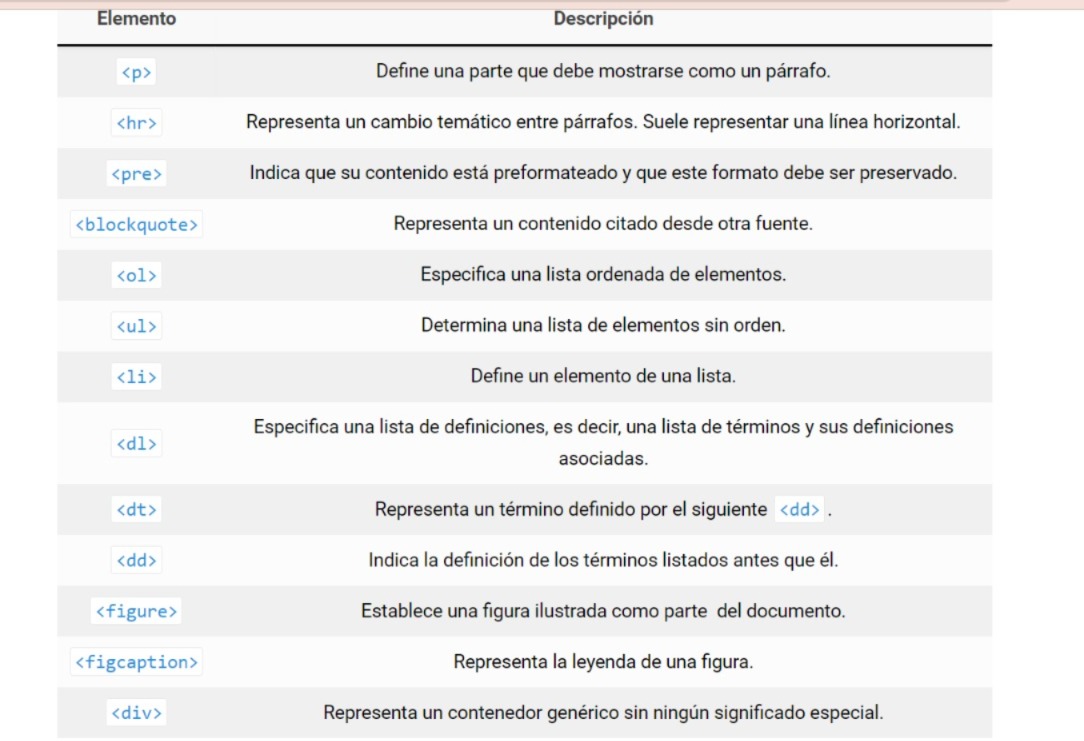 Elemento Descripción
<p> Define una parte que debe mostrarse como un párrafo.
<hr> Representa un cambio temático entre párrafos. Suele representar una línea horizontal.
<pre> Indica que su contenido está preformateado y que este formato debe ser preservado.
<blockquote> Representa un contenido citado desde otra fuente.
<ol> Especifica una lista ordenada de elementos.
<ul> Determina una lista de elementos sin orden.
<li> Define un elemento de una lista.
<dl> Especifica una lista de definiciones, es decir, una lista de términos y sus definiciones
asociadas.
<dt> Representa un término definido por el siguiente <dd> .
<dd> Indica la definición de los términos listados antes que él.
<figure> Establece una figura ilustrada como parte del documento.
<figcaption> Representa la leyenda de una figura.
<div> Representa un contenedor genérico sin ningún significado especial.